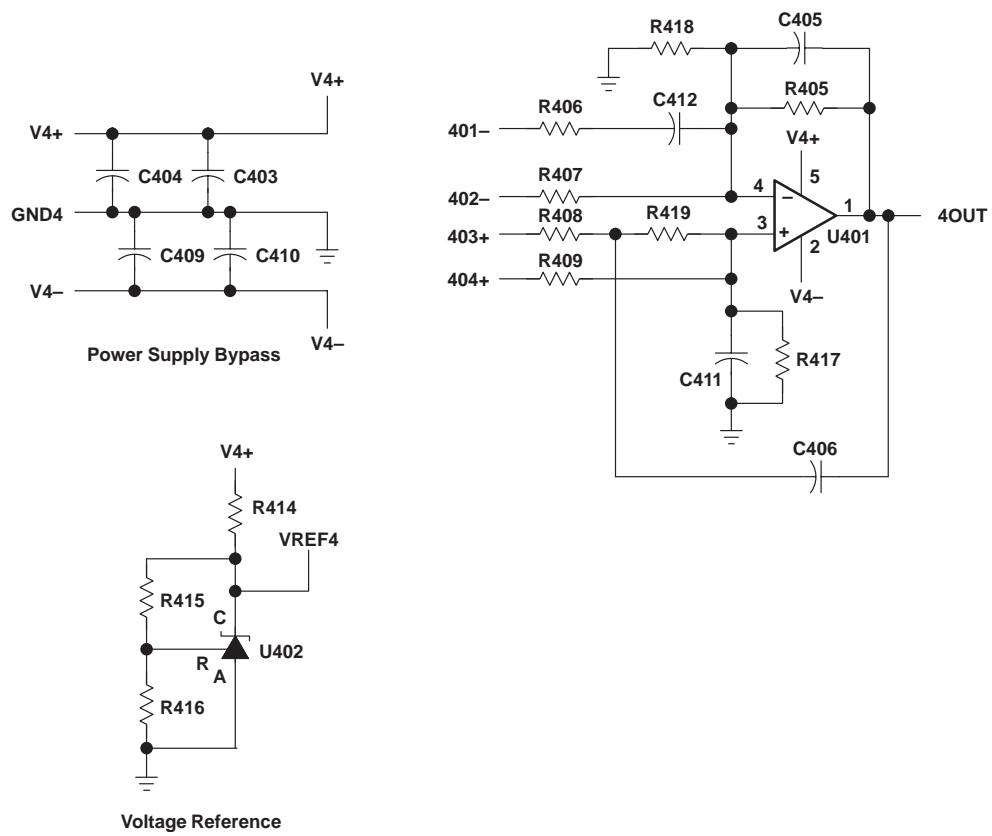 V4+
V4+
C404
C403
GND4
C409
C410
V4–
V4–
Power Supply Bypass
R418
C405
R406
C412
R405
401–
V4+
R407
5
402–
4
–
R408
R419
1
4OUT
403+
3
+
U401
R409
2
404+
V4–
C411
R417
C406
V4+
R414
VREF4
R415
C
U402
R
A
R416
Voltage Reference